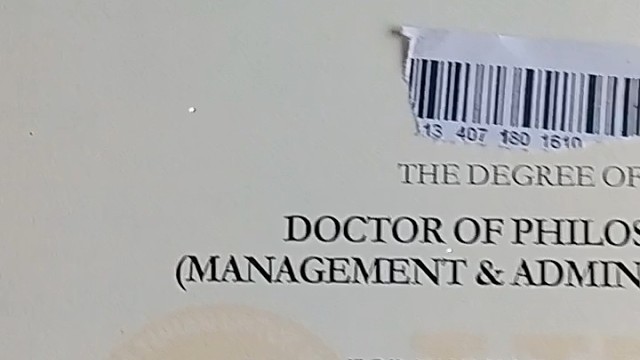 13 407 180 1610
THE DEGREE OF
DOCTOR OF PHILOS
(MANAGEMENT & ADMIN